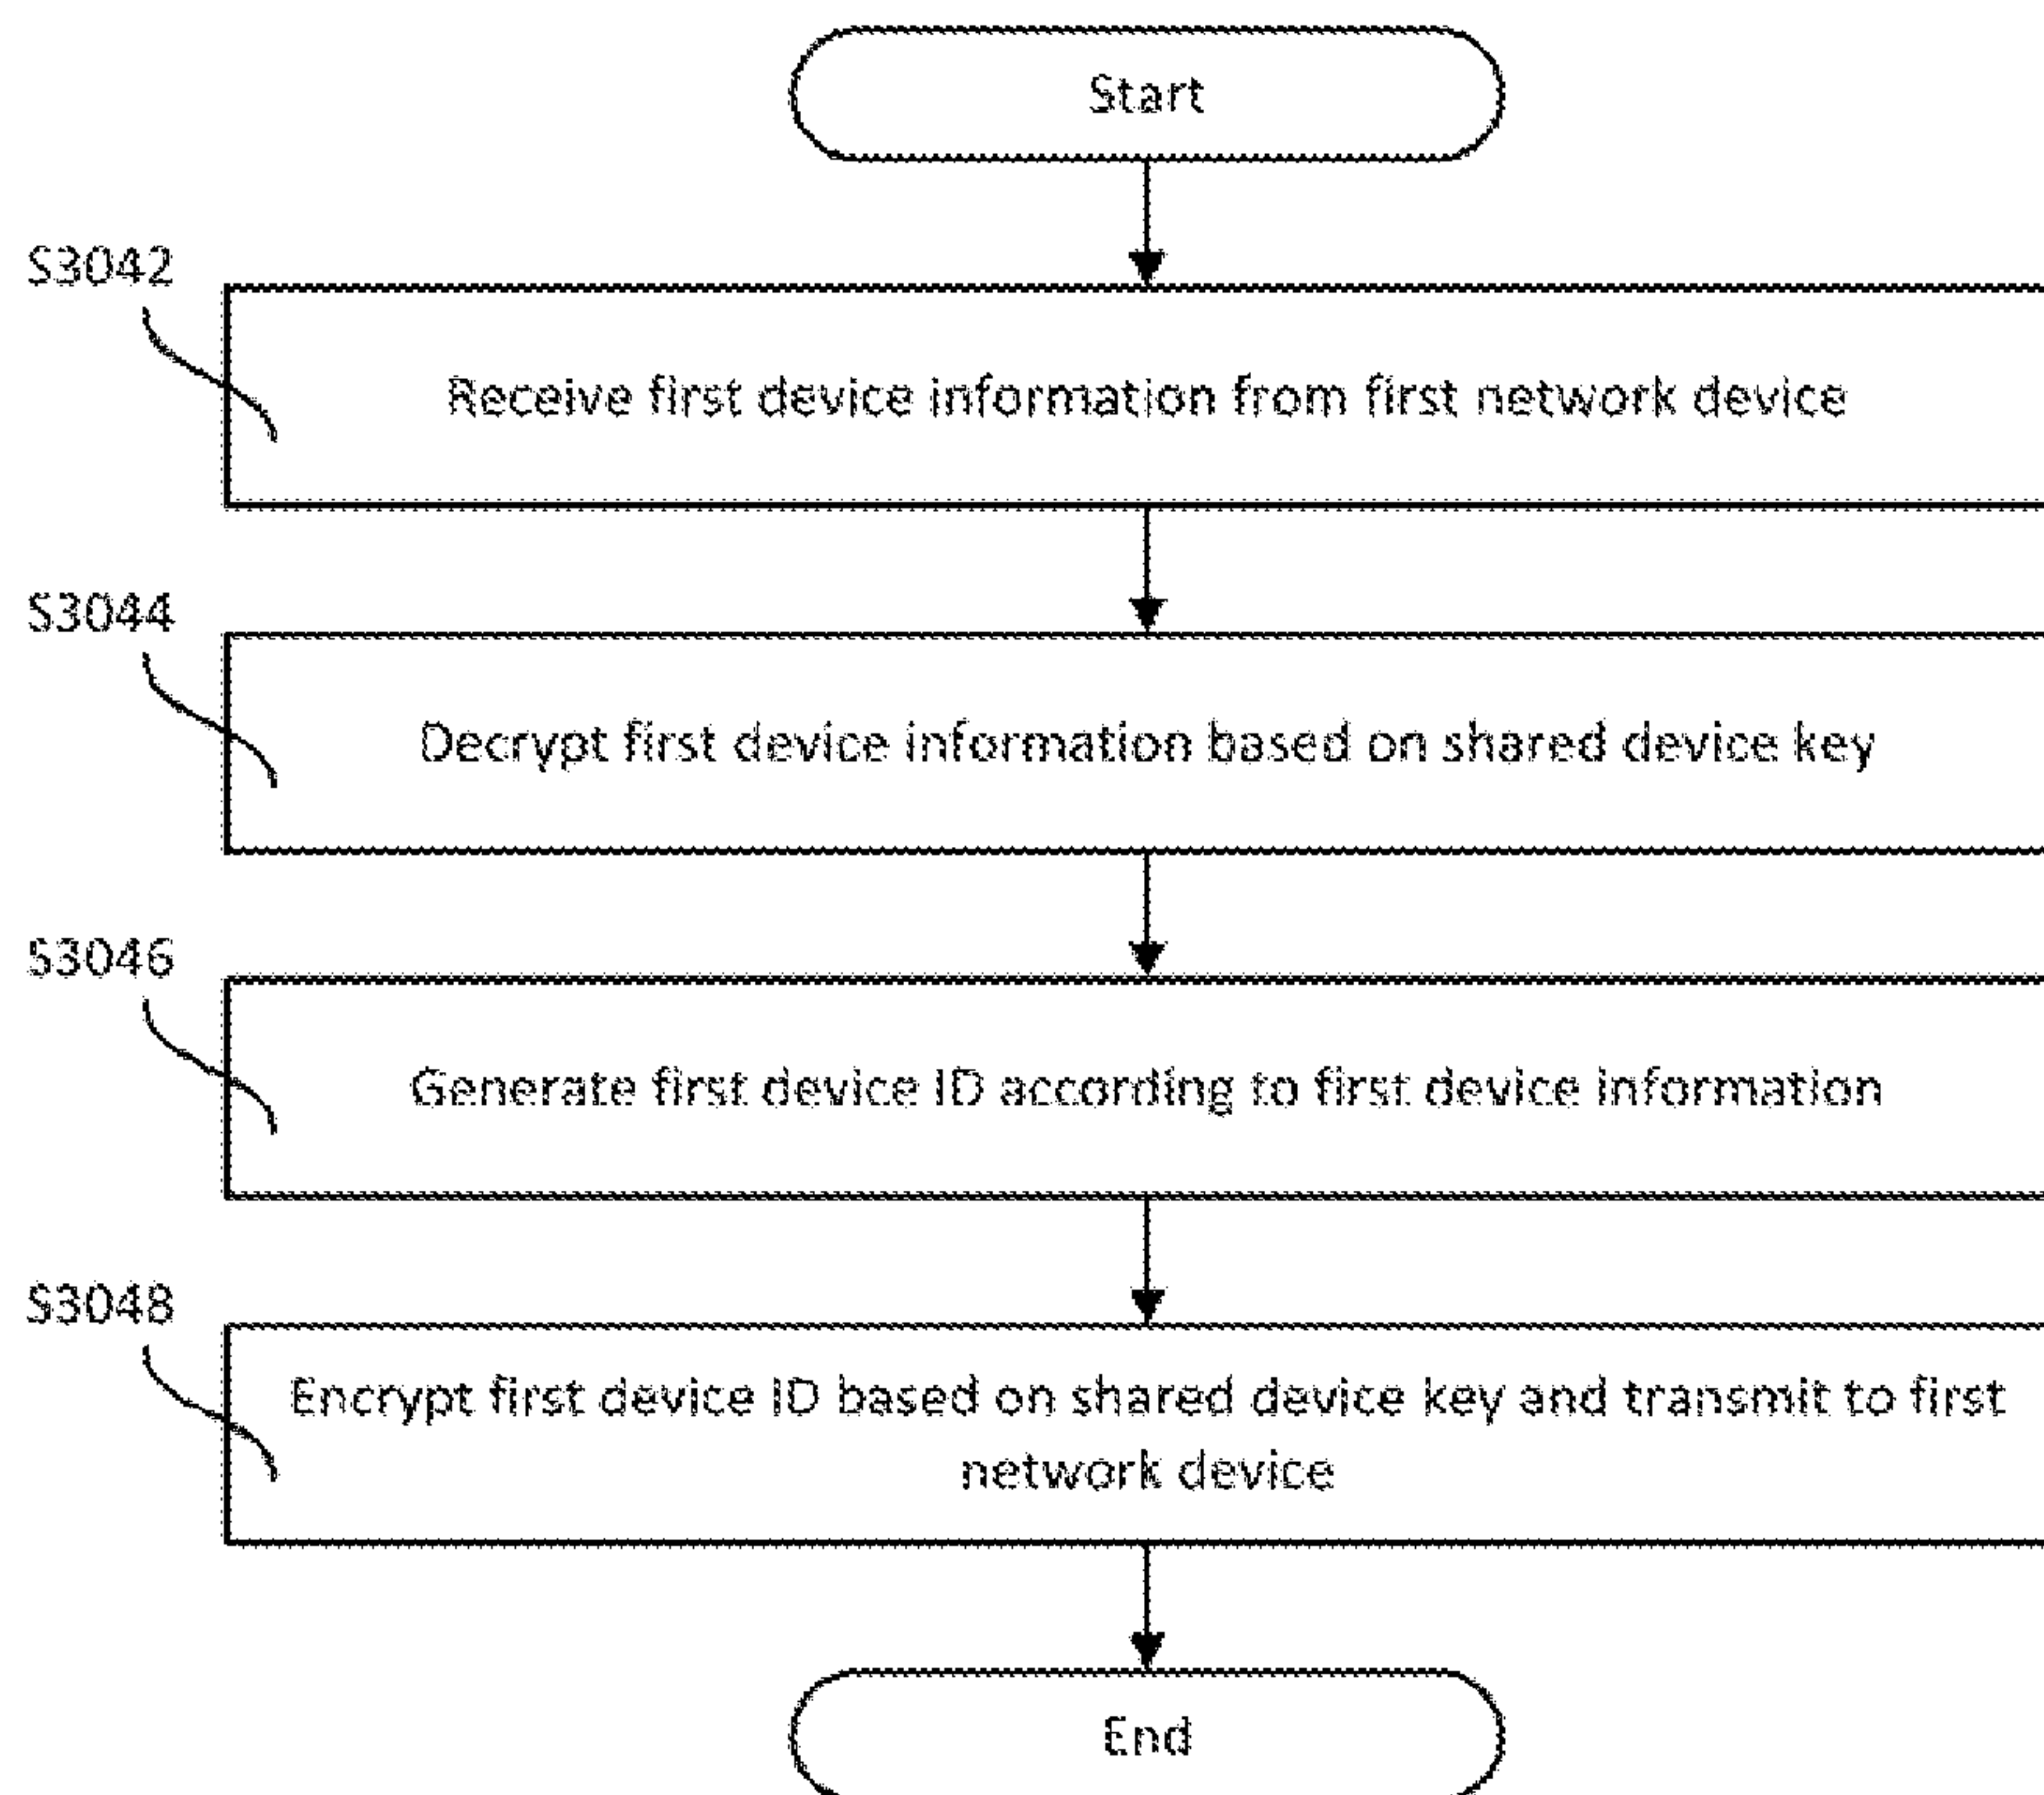 Start
S3042
Receive first device information from first network device
S3044
Decrypt first device information based on shared device key
S3046
Generate first device ID according to first device information
S3048
Encrypt first device ID based on shared device key and transmit to first
network device
End